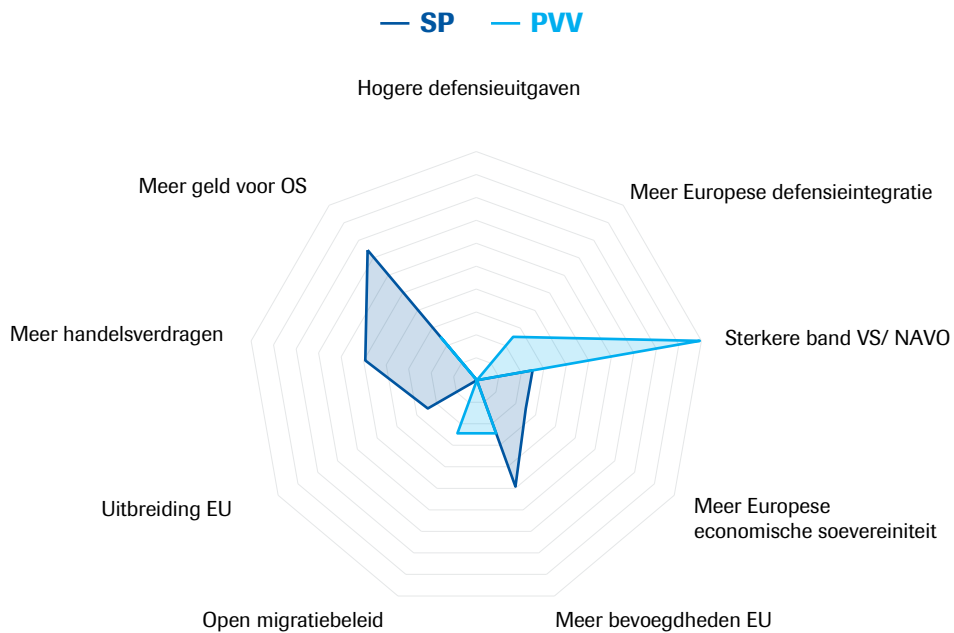 SP PVV
Hogere defensieuitgaven
Meer geld voor OS
Meer Europese defensieintegratie
Meer handelsverdragen
Sterkere band VS/ NAVO
Uitbreiding EU
Meer Europese
economische soevereiniteit
Open migratiebeleid
Meer bevoegdheden EU